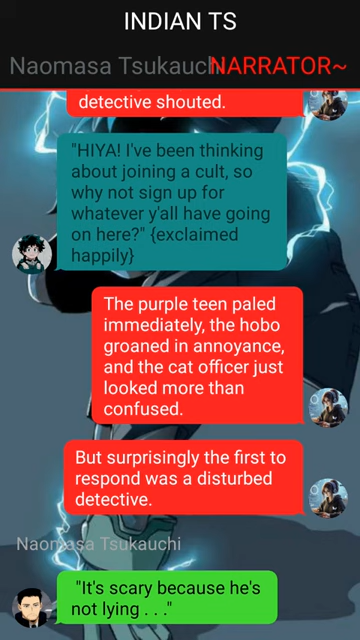 INDIAN TS
Naomasa Tsukauchi
NARRATOR~
detective shouted.
"HIYA! I've been thinking
about joining a cult, so
why not sign up for
whatever y'all have going
on here?" {exclaimed
happily}
The purple teen paled
immediately, the hobo
groaned in annoyance,
and the cat officer just
looked more than
confused.
But surprisingly the first to
respond was a disturbed
detective.
Naomasa Tsukauchi
"It's scary because he's
not lying . . ."